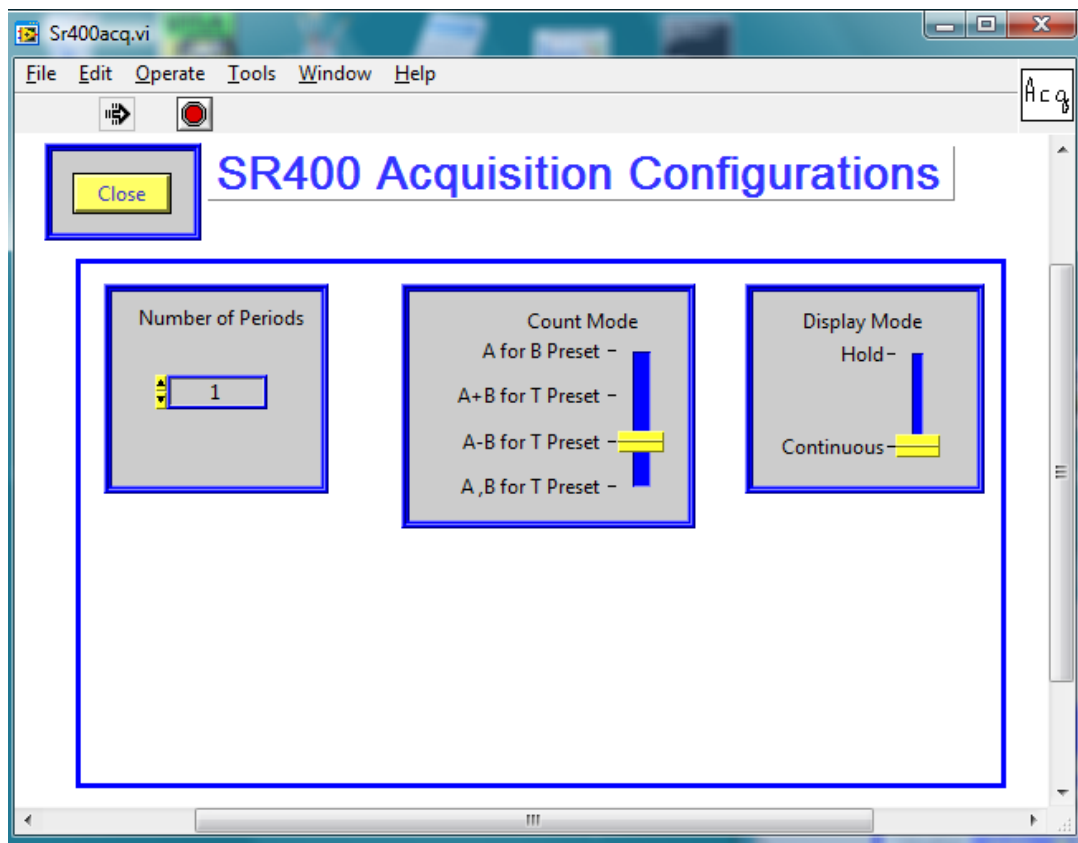 Sr400acq.vi
File Edit Operate Tools Window Help
Acq
Close
SR400 Acquisition Configurations
Number of Periods
1
Count Mode
A for B Preset
A+B for T Preset
A-B for T Preset
A ,B for T Preset
Display Mode
Hold
Continuous